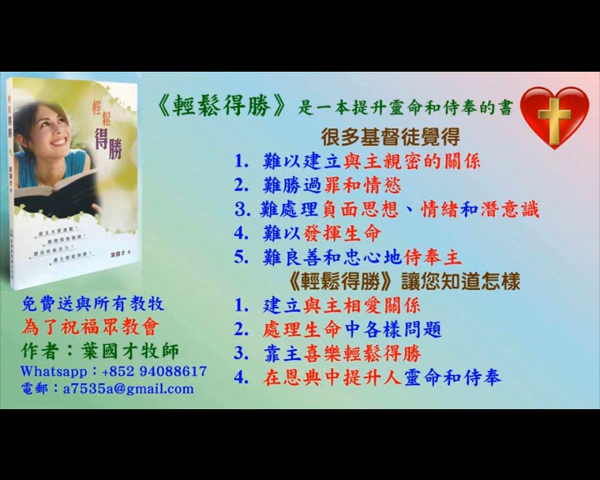 輕鬆得勝
輕鬆
得勝
葉國才 著
《輕鬆得勝》是一本提升靈命和侍奉的書
很多基督徒覺得
1. 難以建立與主親密的關係
2. 難勝過罪和情慾
3. 難處理負面思想、情緒和潛意識
4. 難以發揮生命
5. 難良善和忠心地侍奉主
《輕鬆得勝》讓您知道怎樣
1. 建立與主相愛關係
2. 處理生命中各樣問題
3. 靠主喜樂輕鬆得勝
4. 在恩典中提升人靈命和侍奉
免費送與所有教牧
為了祝福眾教會
作者：葉國才牧師
Whatsapp：+852 94088617
電郵：a7535a@gmail.com